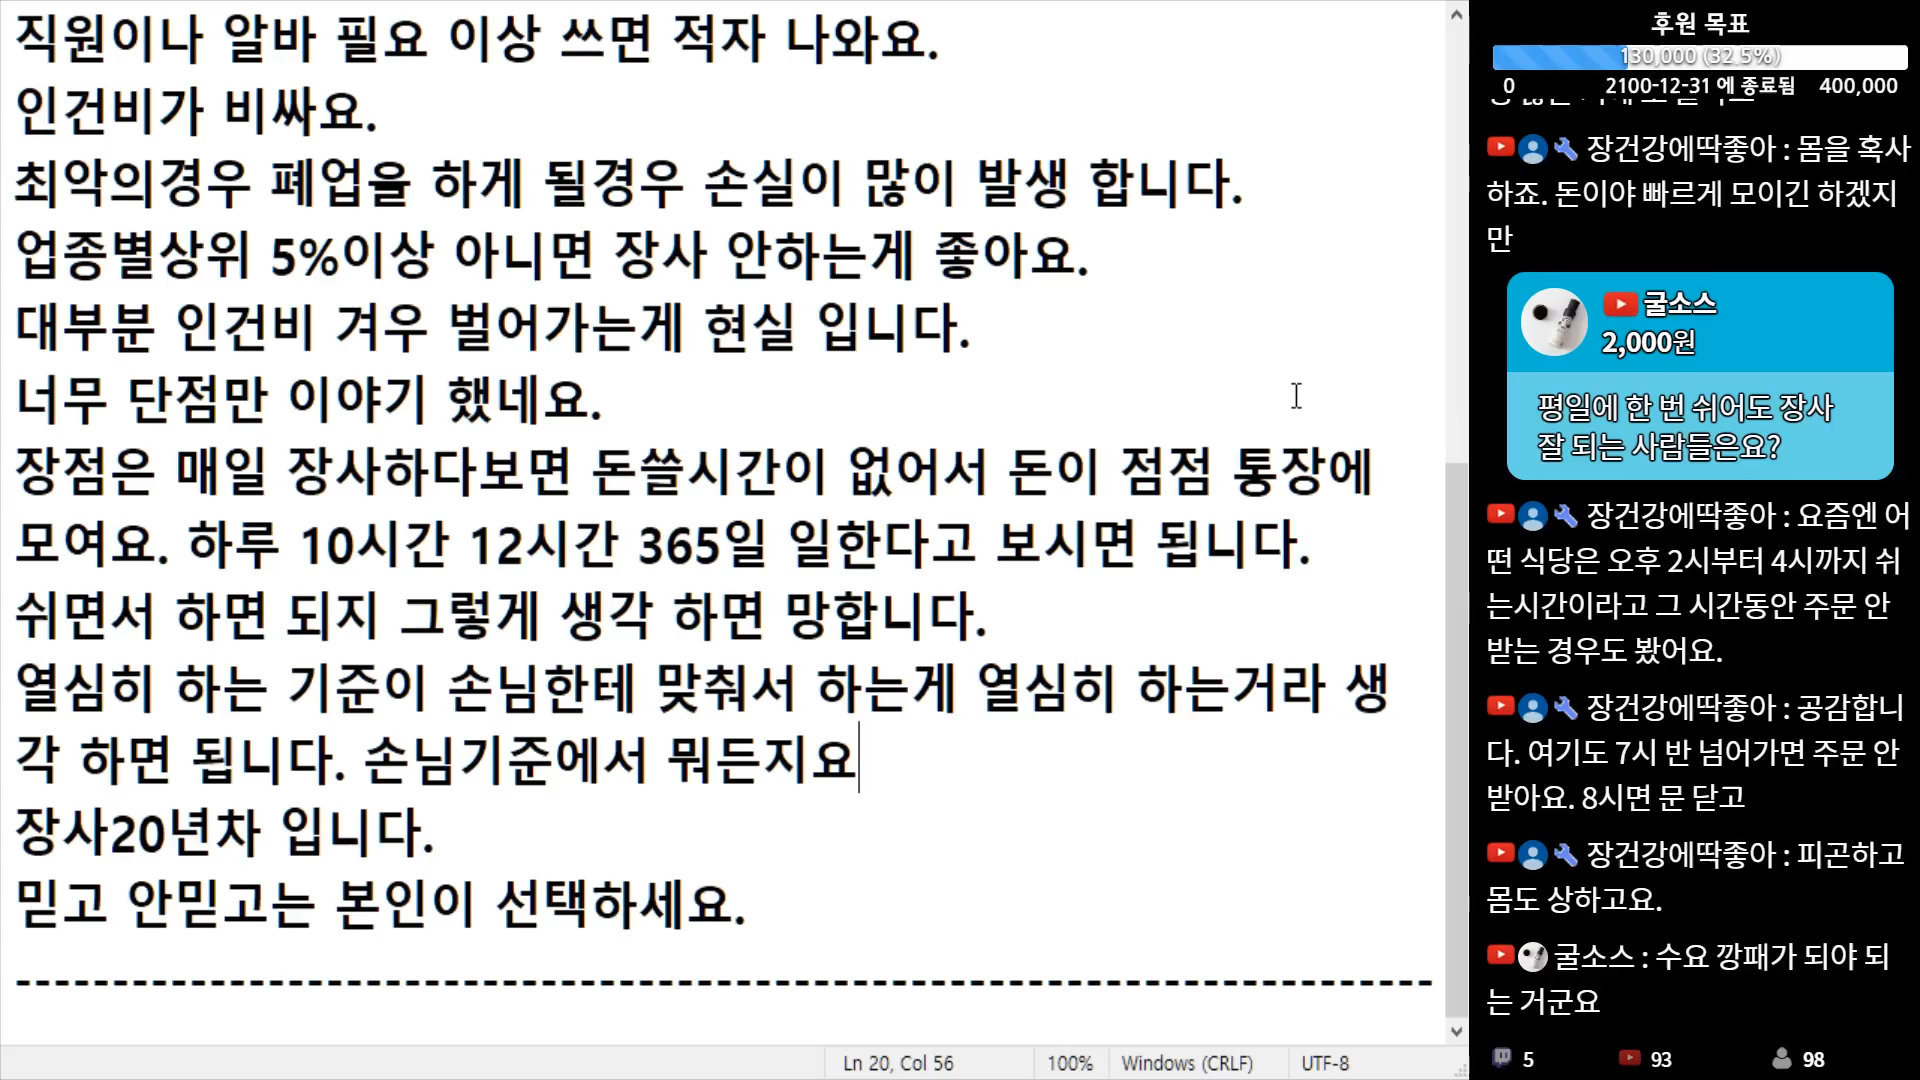 직원이나 알바 필요 이상 쓰면 적자 나와요.
인건비가 비싸요.
최악의경우 폐업을 하게 될경우 손실이 많이 발생 합니다.
업종별상위 5%이상 아니면 장사 안하는게 좋아요.
대부분 인건비 겨우 벌어가는게 현실 입니다.
너무 단점만 이야기 했네요.
장점은 매일 장사하다보면 돈쓸시간이 없어서 돈이 점점 통장에
모여요. 하루 10시간 12시간 365일 일한다고 보시면 됩니다.
쉬면서 하면 되지 그렇게 생각 하면 망합니다.
열심히 하는 기준이 손님한테 맞춰서 하는게 열심히 하는거라 생
각 하면 됩니다. 손님기준에서 뭐든지요
장사20년차 입니다.
믿고 안믿고는 본인이 선택하세요.
--------------------------------------------------------------------------
Ln 20, Col 56
100%
Windows (CRLF)
UTF-8
후원 목표
130,000 (32.5%)
0 2100-12-31 에 종료됨 400,000
장건강에딱좋아 : 몸을 혹사
하죠. 돈이야 빠르게 모이긴 하겠지
만
굴소스
2,000원
평일에 한 번 쉬어도 장사
잘 되는 사람들은요?
장건강에딱좋아 : 요즘엔 어
떤 식당은 오후 2시부터 4시까지 쉬
는시간이라고 그 시간동안 주문 안
받는 경우도 봤어요.
장건강에딱좋아 : 공감합니
다. 여기도 7시 반 넘어가면 주문 안
받아요. 8시면 문 닫고
장건강에딱좋아 : 피곤하고
몸도 상하고요.
굴소스 : 수요 깡패가 되야 되
는 거군요
5 93 98